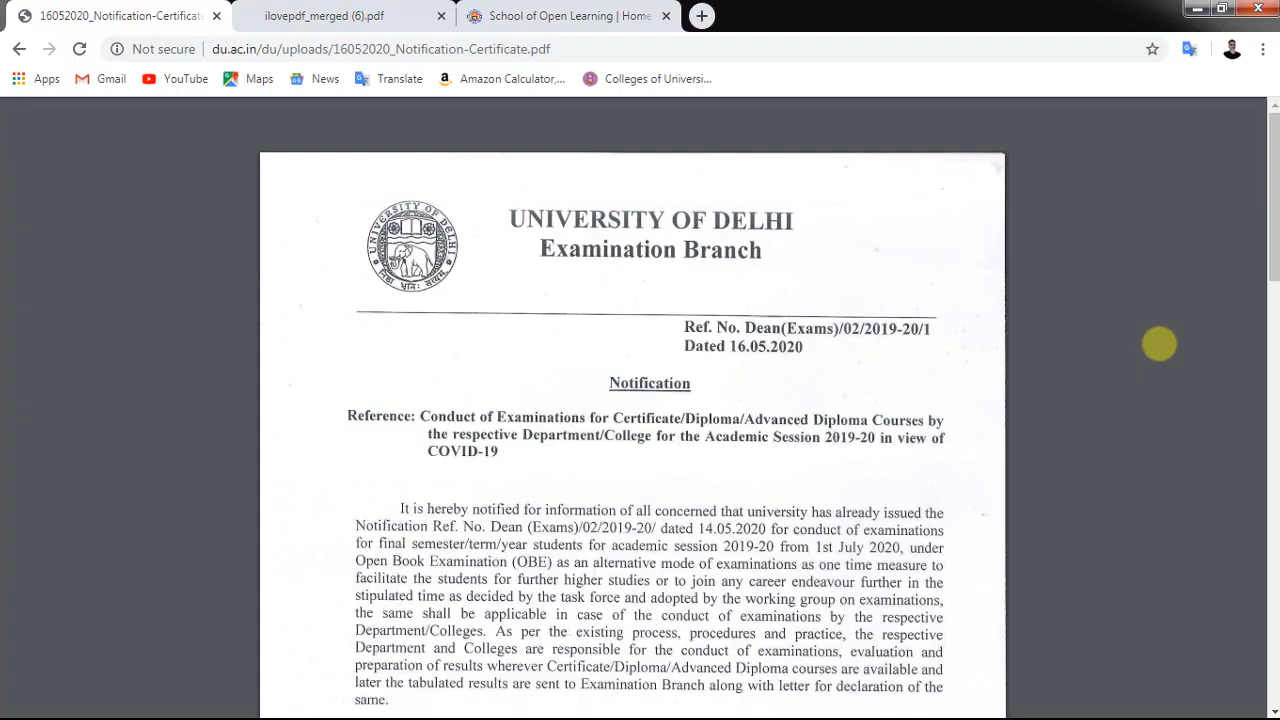 16052020_Notification-Certificate
ilovepdf_merged (6).pdf
School of Open Learning | Home
Not secure
du.ac.in/du/uploads/16052020_Notification-Certificate.pdf
Apps
Gmail
YouTube
Maps
News
Translate
Amazon Calculator,...
Colleges of Universi...
UNIVERSITY OF DELHI
UNIVERSITY OF DELHI
Examination Branch
Ref. No. Dean(Exams)/02/2019-20/1
Dated 16.05.2020
Notification
Reference: Conduct of Examinations for Certificate/Diploma/Advanced Diploma Courses by
the respective Department/College for the Academic Session 2019-20 in view of
COVID-19
It is hereby notified for information of all concerned that university has already issued the
Notification Ref. No. Dean (Exams)/02/2019-20/ dated 14.05.2020 for conduct of examinations
for final semester/term/year students for academic session 2019-20 from 1st July 2020, under
Open Book Examination (OBE) as an alternative mode of examinations as one time measure to
facilitate the students for further higher studies or to join any career endeavour further in the
stipulated time as decided by the task force and adopted by the working group on examinations,
the same shall be applicable in case of the conduct of examinations by the respective
Department/Colleges. As per the existing process, procedures and practice, the respective
Department and Colleges are responsible for the conduct of examinations, evaluation and
preparation of results wherever Certificate/Diploma/Advanced Diploma courses are available and
later the tabulated results are sent to Examination Branch along with letter for declaration of the
same.